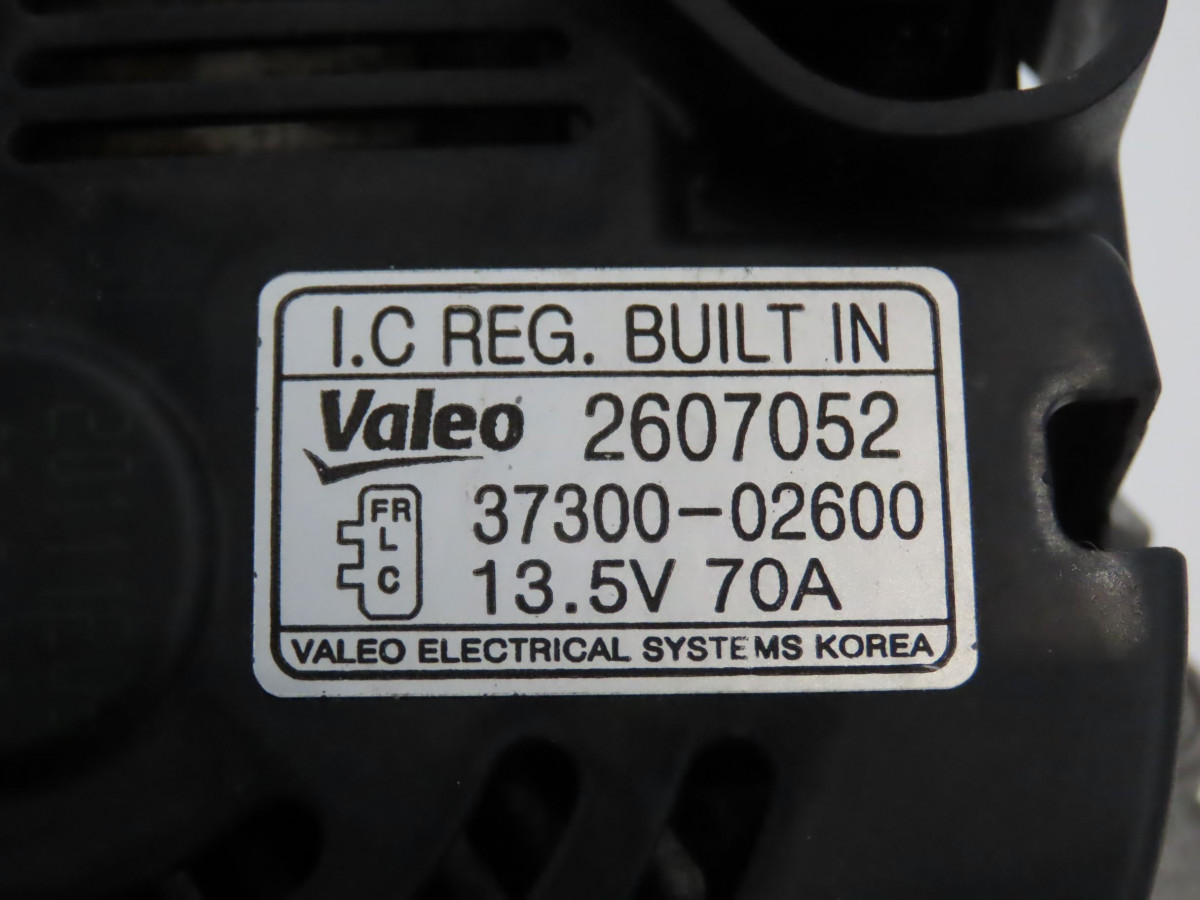 I.C REG. BUILT IN
Valeo 2607052
FR
L
C
37300-02600
13.5V 70A
VALEO ELECTRICAL SYSTEMS KOREA